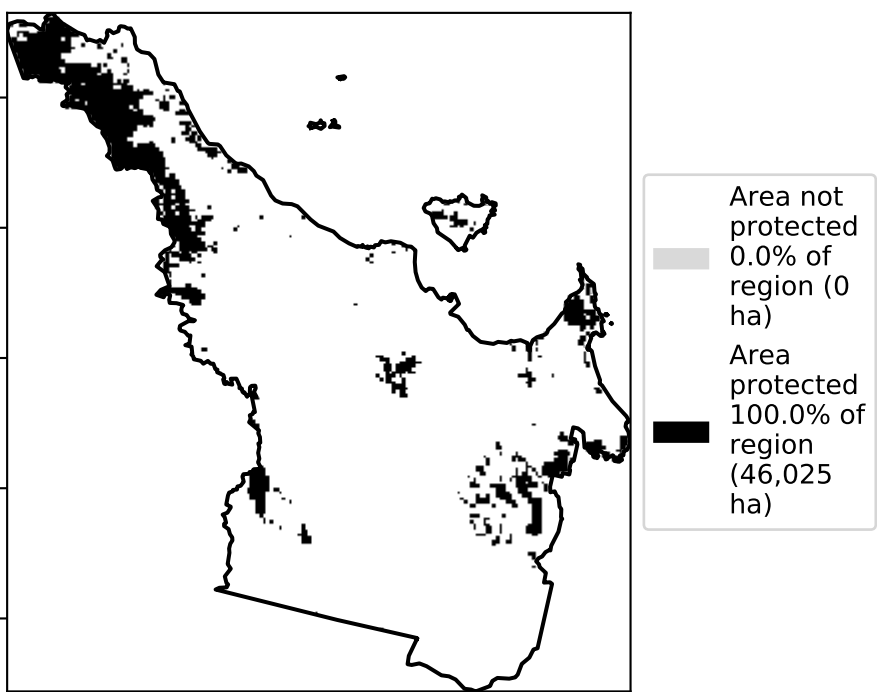 Area not
protected
0.0% of
region (0
ha)
Area
protected
100.0% of
region
(46,025
ha)